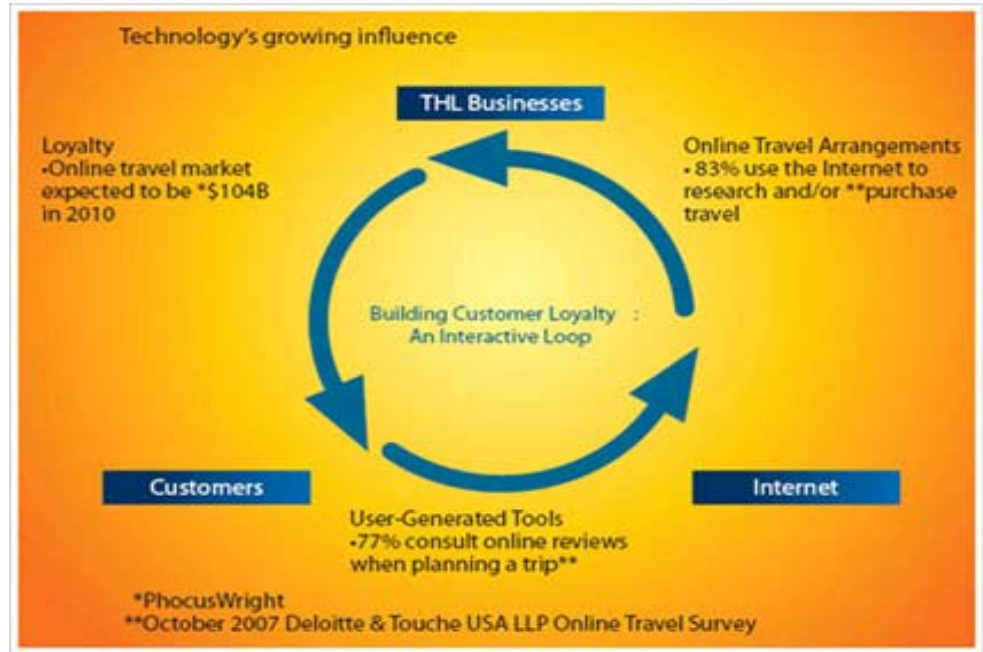 Technology's growing influence
THL Businesses
Loyalty
•Online travel market
expected to be *$104B
in 2010
Online Travel Arrangements
• 83% use the Internet to
research and/or **purchase
travel
Building Customer Loyalty :
An Interactive Loop
Customers
Internet
User-Generated Tools
•77% consult online reviews
when planning a trip**
*PhocusWright
**October 2007 Deloitte & Touche USA LLP Online Travel Survey